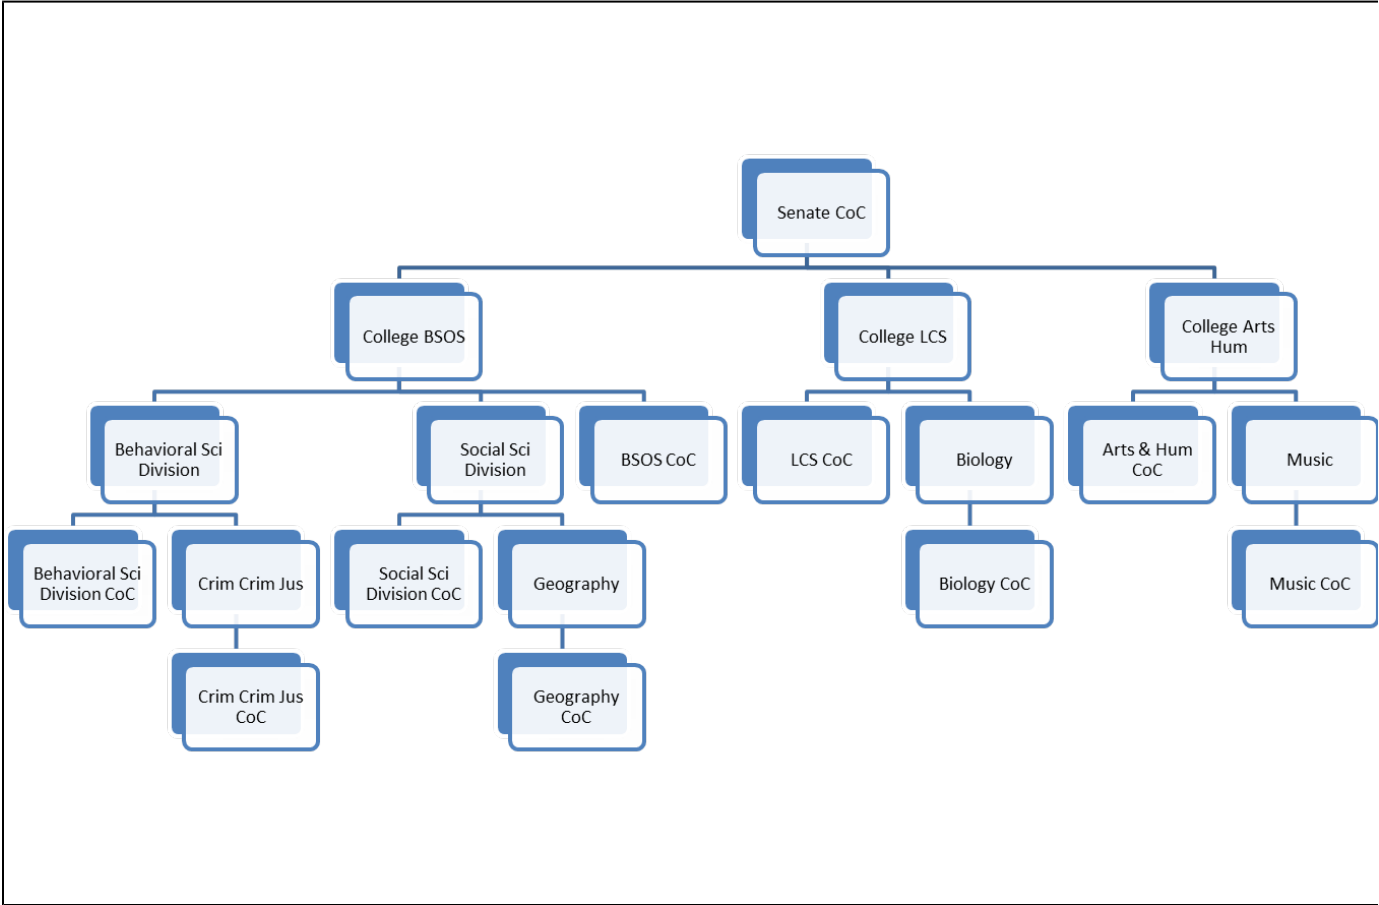 Senate CoC
College BSOS
College LCS
College Arts
Hum
Behavioral Sci
Division
Social Sci
Division
BSOS CoC
LCS CoC
Biology
Arts & Hum
CoC
Music
Behavioral Sci
Division CoC
Crim Crim Jus
Social Sci
Division CoC
Geography
Biology CoC
Music CoC
Crim Crim Jus
CoC
Geography
CoC